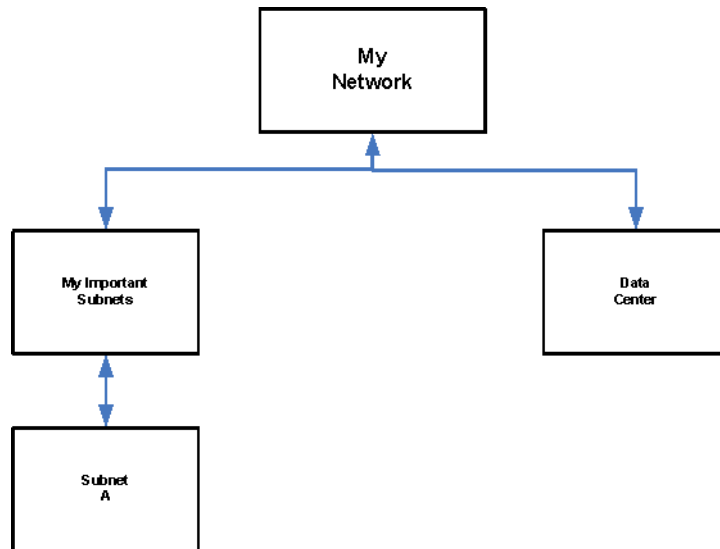 My
Network
My Important
Subnets
Data
Center
Subnet
A